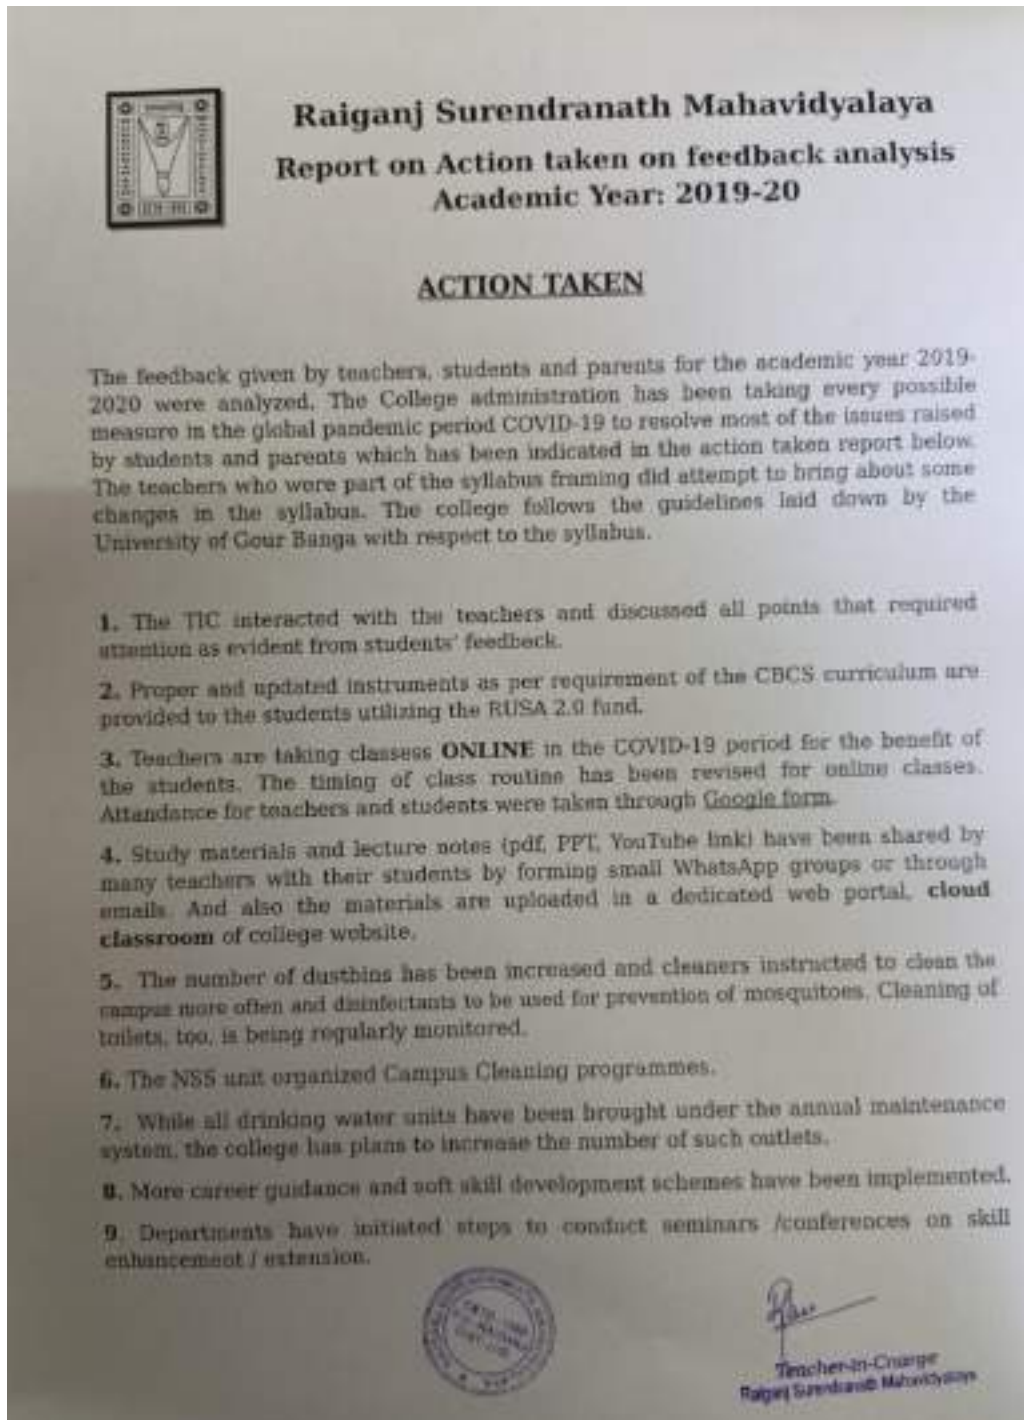 Raiganj Surendranath Mahavidyalaya
Report on Action taken on feedback analysis
Academic Year: 2019-20
ACTION TAKEN
The feedback given by teachers, students and parents for the academic year 2019-
2020 were analyzed. The College administration has been taking every possible
measure in the global pandemic period COVID-19 to resolve most of the issues raised
by students and parents which has been indicated in the action taken report below.
The teachers who were part of the syllabus framing did attempt to bring about some
changes in the syllabus. The college follows the guidelines laid down by the
University of Gour Banga with respect to the syllabus.
1. The TIC interacted with the teachers and discussed all points that required
attention as evident from students' feedback.
2. Proper and updated instruments as per requirement of the CBCS curriculum are
provided to the students utilizing the RUSA 2.0 fund.
3. Teachers are taking classess ONLINE in the COVID-19 period for the benefit of
the students. The timing of class routine has been revised for online classes.
Attandance for teachers and students were taken through Google form.
4. Study materials and lecture notes (pdf, PPT, YouTube link) have been shared by
many teachers with their students by forming small WhatsApp groups or through
emails. And also the materials are uploaded in a dedicated web portal, cloud
classroom of college website.
5. The number of dustbins has been increased and cleaners instructed to clean the
campus more often and disinfectants to be used for prevention of mosquitoes. Cleaning of
toilets, too, is being regularly monitored.
6. The NSS unit organized Campus Cleaning programmes.
7. While all drinking water units have been brought under the annual maintenance
system, the college has plans to increase the number of such outlets.
8. More career guidance and soft skill development schemes have been implemented.
9. Departments have initiated steps to conduct seminars /conferences on skill
enhancement / extension.
Teacher-in-Charge
Raiganj Surendranath Mahavidyalaya